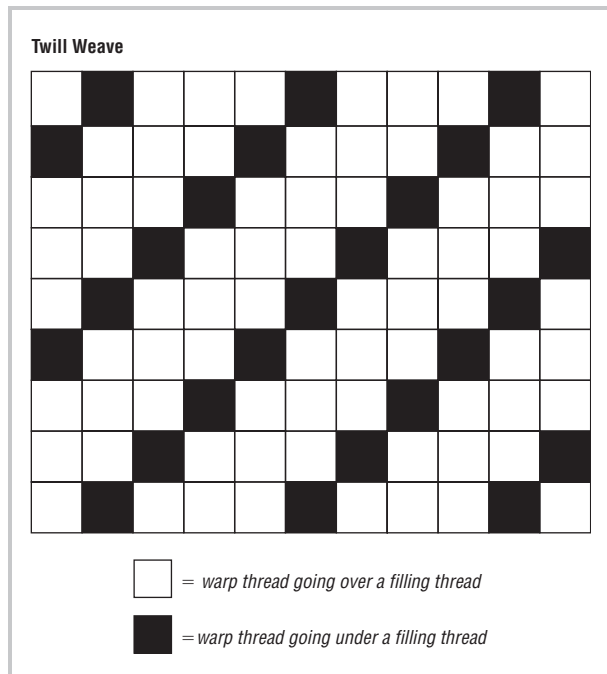 Twill Weave
= warp thread going over a filling thread
= warp thread going under a filling thread